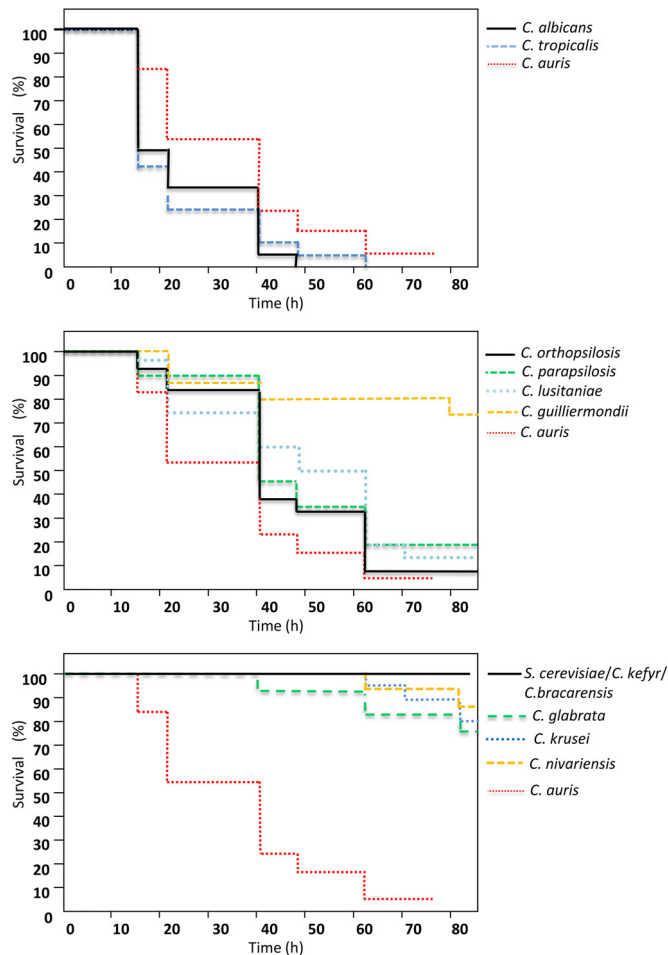 100
90
80
70
60
50
40
30
20
10
0
Survival (%)
0 10 20 30 40 50 60 70 80
Time (h)
C. albicans
C. tropicalis
C. auris
100
90
80
70
60
50
40
30
20
10
0
Survival (%)
0 10 20 30 40 50 60 70 80
Time (h)
C. orthopsilosis
C. parapsilosis
C. lusitaniae
C. guilliermondii
C. auris
100
90
80
70
60
50
40
30
20
10
0
Survival (%)
0 10 20 30 40 50 60 70 80
Time (h)
S. cerevisiae/C. kefyr/
C.bracarensis
C. glabrata
C. krusei
C. nivariensis
C. auris